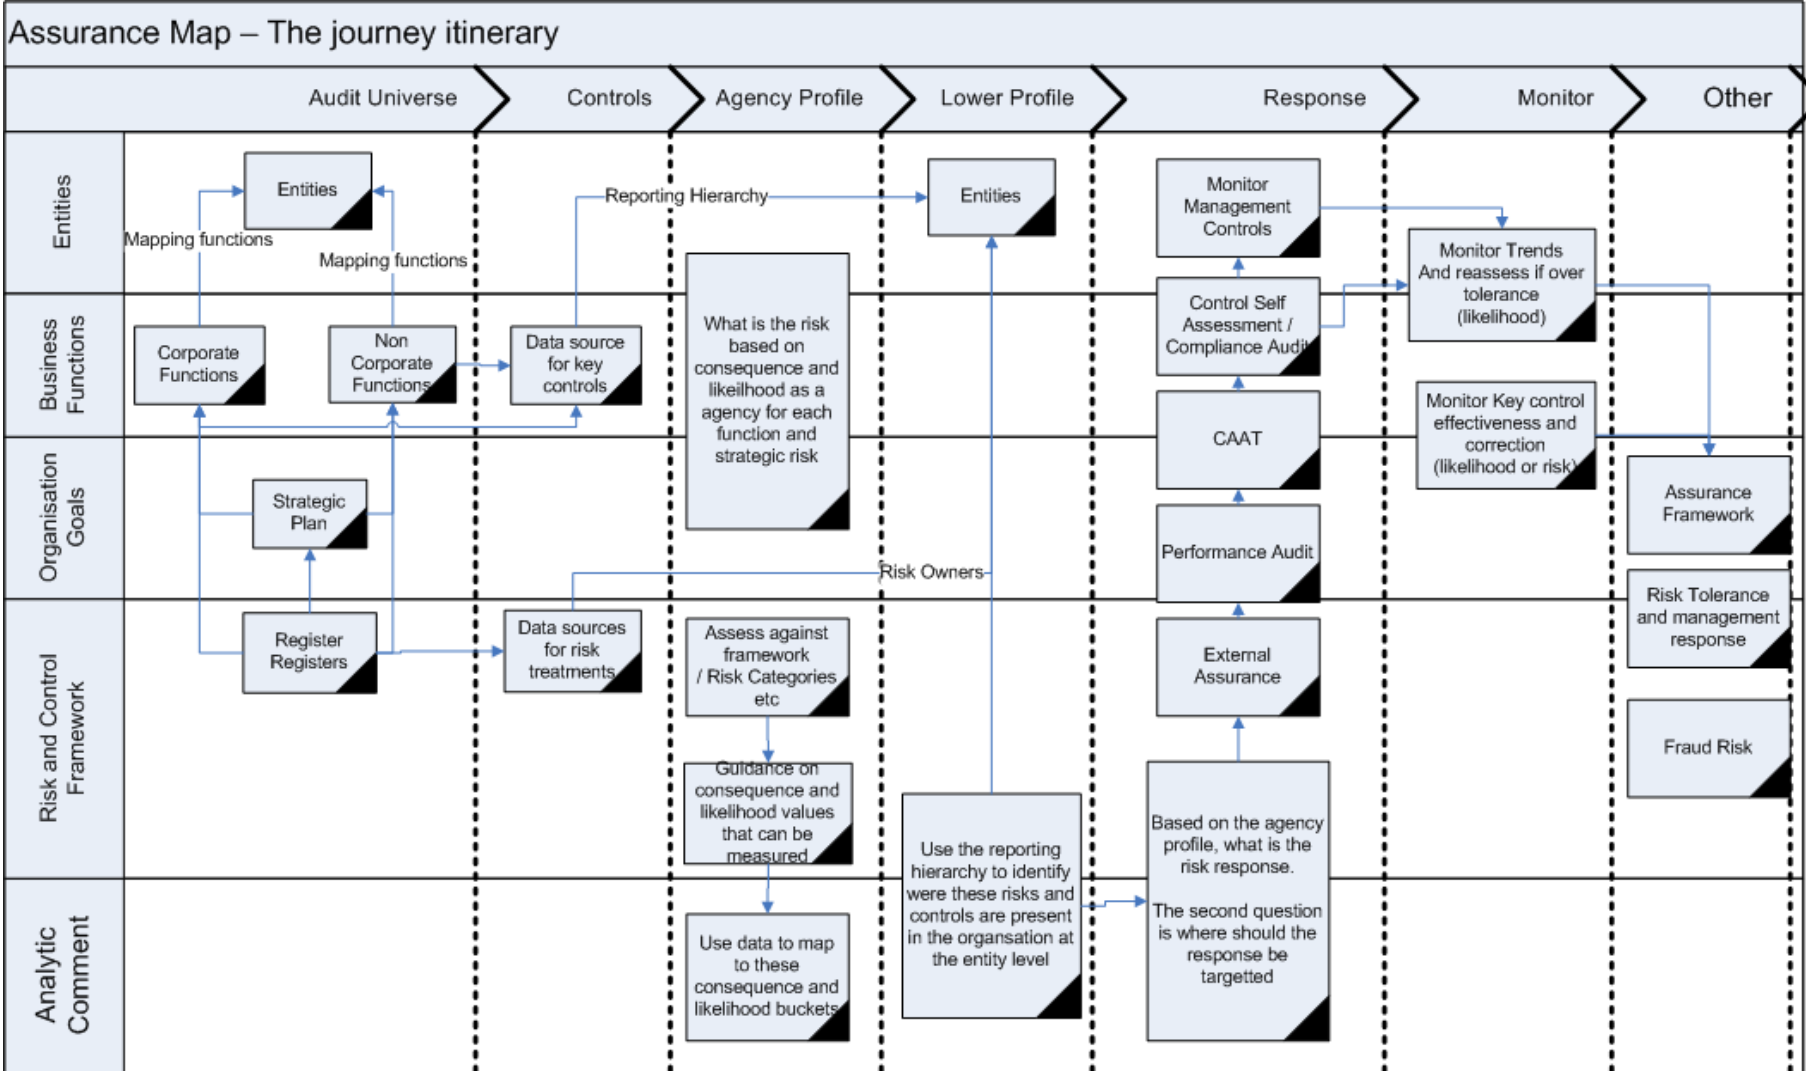 Assurance Map – The journey itinerary
Audit Universe
Controls
Agency Profile
Lower Profile
Response
Monitor
Other
Entities
Entities
Mapping functions
Mapping functions
Reporting Hierarchy
Entities
Monitor
Management
Controls
Monitor Trends
And reassess if over
tolerance
(likelihood)
Business
Functions
Corporate
Functions
Non
Corporate
Functions
Data source
for key
controls
What is the risk
based on
consequence and
likeilhood as a
agency for each
function and
strategic risk
Control Self
Assessment /
Compliance Audit
CAAT
Monitor Key control
effectiveness and
correction
(likelihood or risk)
Organisation
Goals
Strategic
Plan
Risk Owners
Performance Audit
Assurance
Framework
Risk Tolerance
and management
response
Risk and Control
Framework
Register
Registers
Data sources
for risk
treatments
Assess against
framework
/ Risk Categories
etc
Guidance on
consequence and
likelihood values
that can be
measured
External
Assurance
Fraud Risk
Use the reporting
hierarchy to identify
were these risks and
controls are present
in the organsation at
the entity level
Based on the agency
profile, what is the
risk response.
The second question
is where should the
response be
targetted
Analytic
Comment
Use data to map
to these
consequence and
likelihood buckets